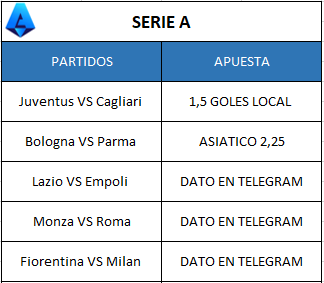 SERIE A
PARTIDOS APUESTA
Juventus VS Cagliari 1,5 GOLES LOCAL
Bologna VS Parma ASIATICO 2,25
Lazio VS Empoli DATO EN TELEGRAM
Monza VS Roma DATO EN TELEGRAM
Fiorentina VS Milan DATO EN TELEGRAM